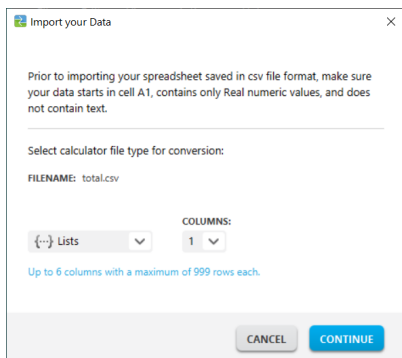 Import your Data
Prior to importing your spreadsheet saved in csv file format, make sure
your data starts in cell A1, contains only Real numeric values, and does
not contain text.
Select calculator file type for conversion:
FILENAME: total.csv
COLUMNS:
{···} Lists 1
Up to 6 columns with a maximum of 999 rows each.
CANCEL CONTINUE